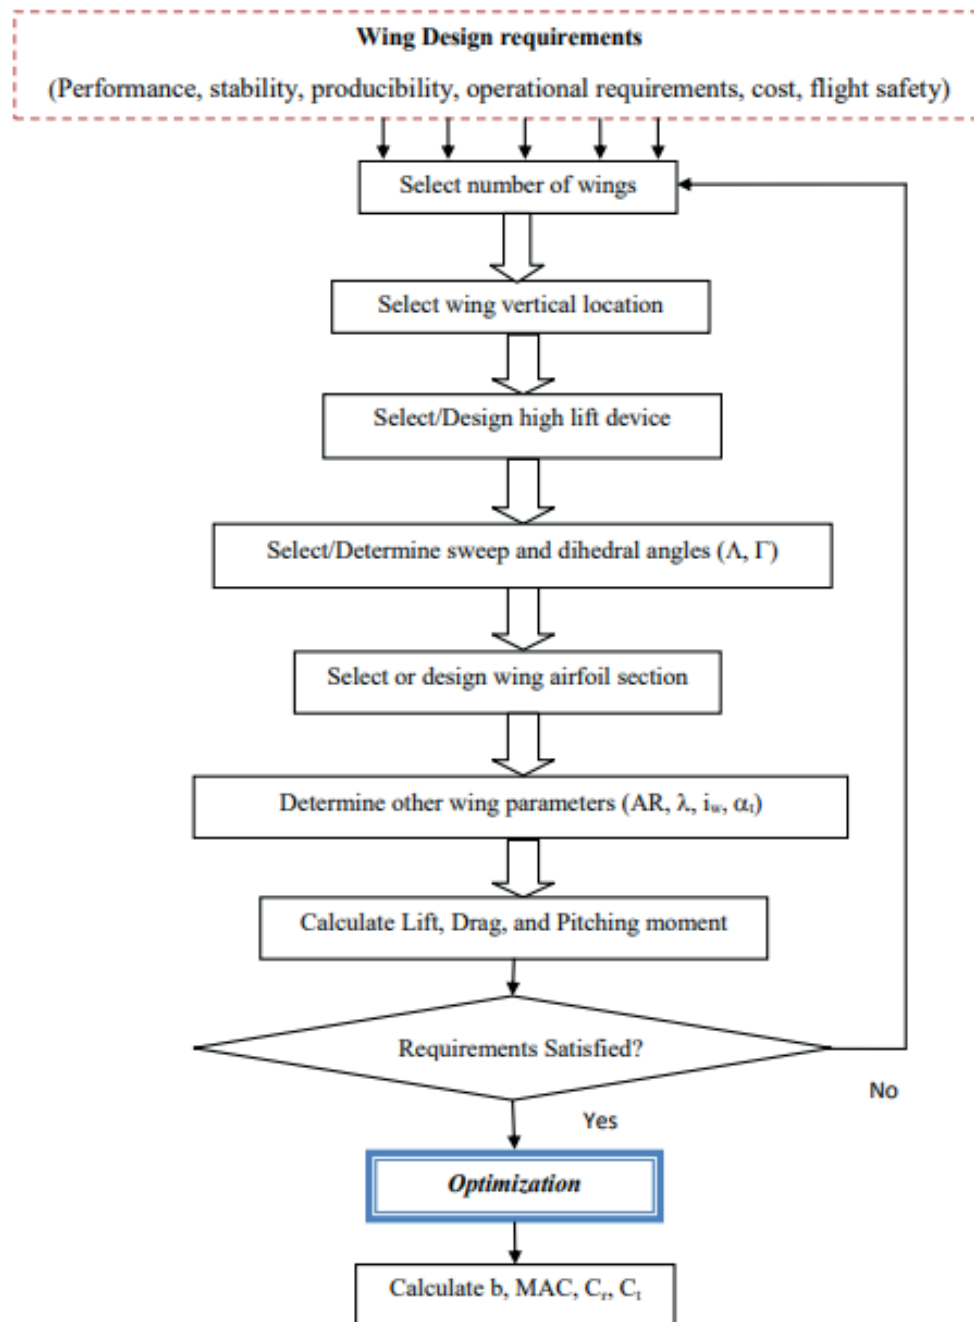 Wing Design requirements
(Performance, stability, producibility, operational requirements, cost, flight safety)
Select number of wings
Select wing vertical location
Select/Design high lift device
Select/Determine sweep and dihedral angles (Λ, Γ)
Select or design wing airfoil section
Determine other wing parameters (AR, λ, iw, αt)
Calculate Lift, Drag, and Pitching moment
Requirements Satisfied?
No
Yes
Optimization
Calculate b, MAC, Cr, Ct